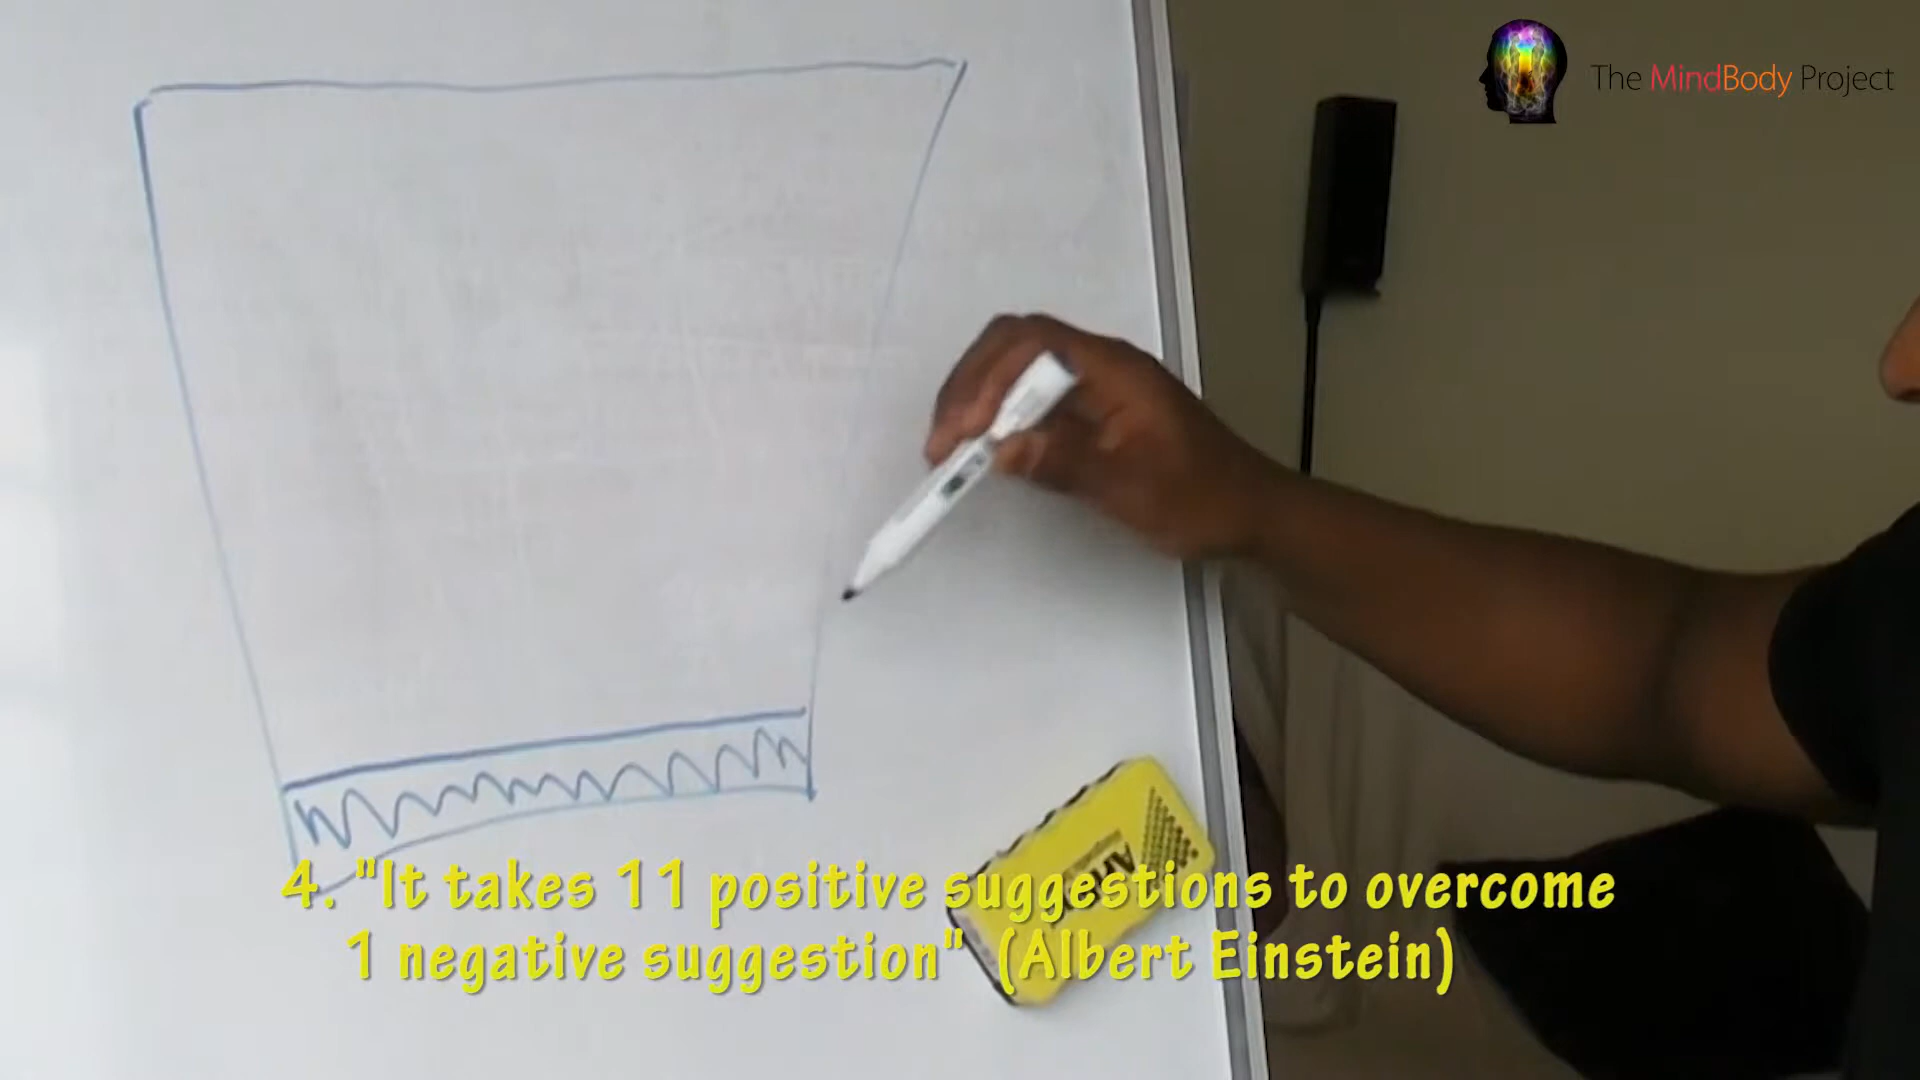 The MindBody Project
4. "It takes 11 positive suggestions to overcome
1 negative suggestion" (Albert Einstein)